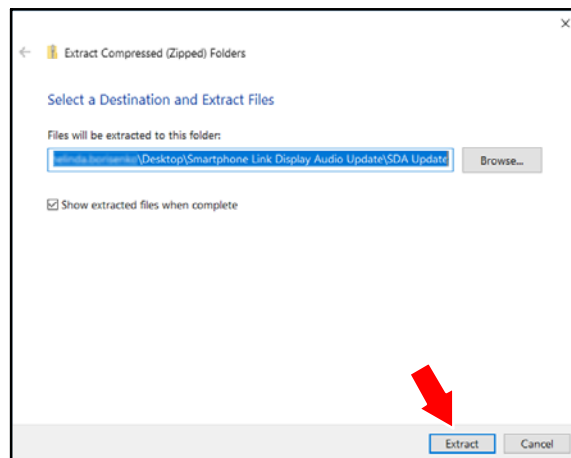 Extract Compressed (Zipped) Folders
Select a Destination and Extract Files
Files will be extracted to this folder:
\Desktop\Smartphone Link Display Audio Update\SDA Update
Browse...
Show extracted files when complete
Extract
Cancel